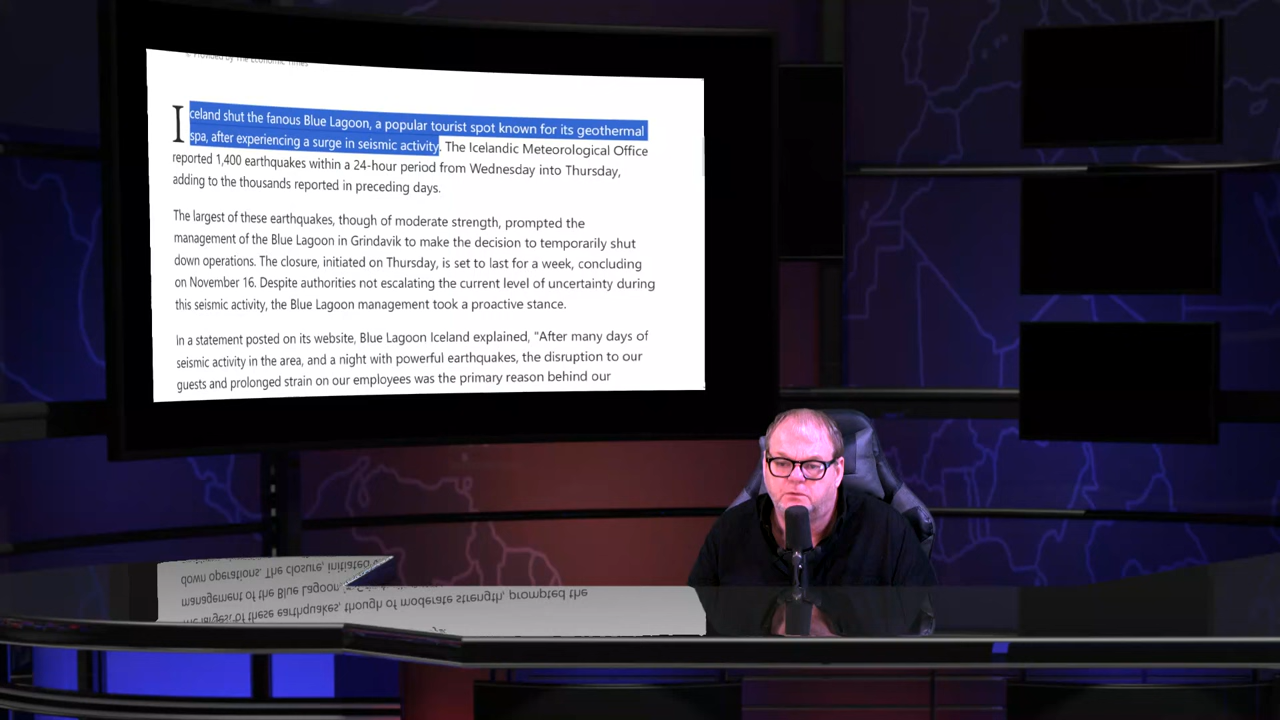 Provided by The Economic Times
Iceland shut the fanous Blue Lagoon, a popular tourist spot known for its geothermal
spa, after experiencing a surge in seismic activity. The Icelandic Meteorological Office
reported 1,400 earthquakes within a 24-hour period from Wednesday into Thursday,
adding to the thousands reported in preceding days.
The largest of these earthquakes, though of moderate strength, prompted the
management of the Blue Lagoon in Grindavik to make the decision to temporarily shut
down operations. The closure, initiated on Thursday, is set to last for a week, concluding
on November 16. Despite authorities not escalating the current level of uncertainty during
this seismic activity, the Blue Lagoon management took a proactive stance.
In a statement posted on its website, Blue Lagoon Iceland explained, "After many days of
seismic activity in the area, and a night with powerful earthquakes, the disruption to our
guests and prolonged strain on our employees was the primary reason behind our